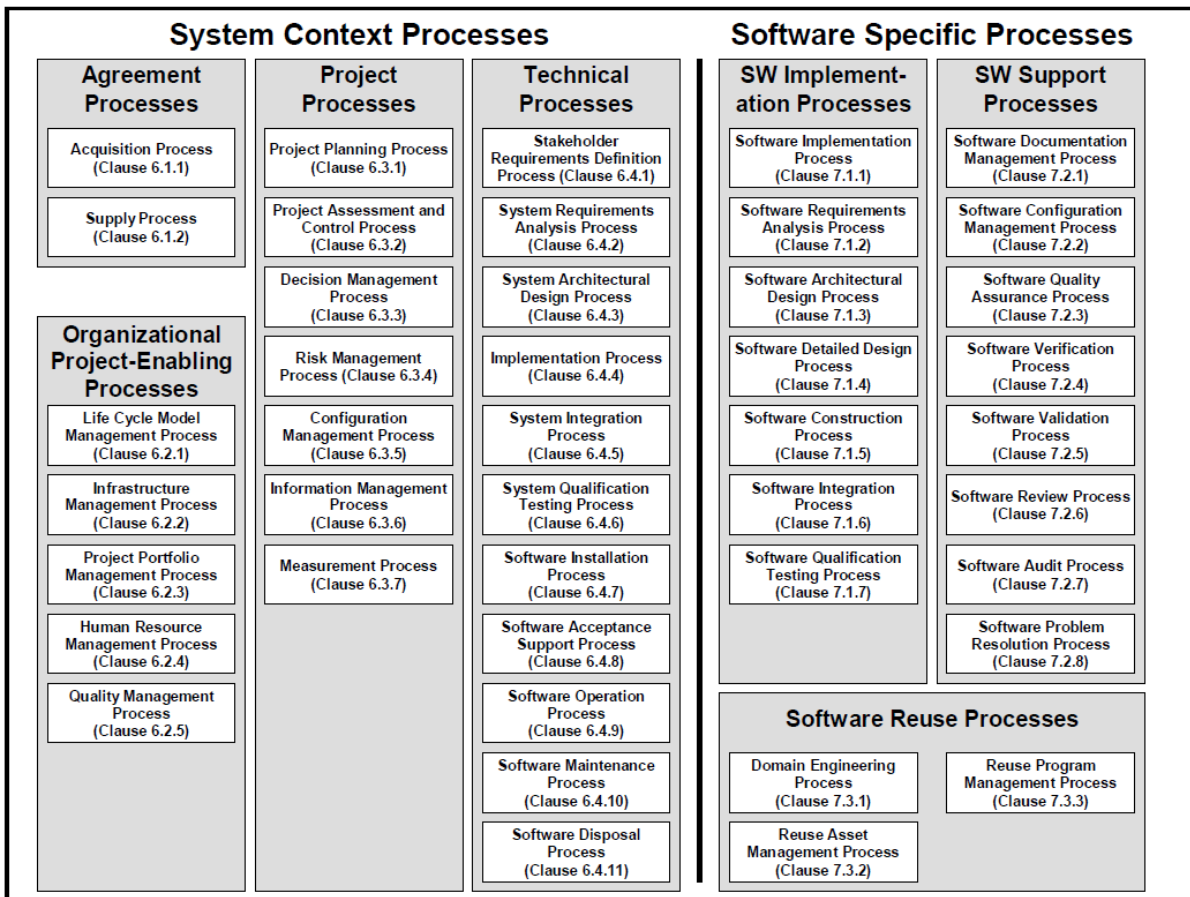 System Context Processes
Agreement
Processes
Acquisition Process
(Clause 6.1.1)
Supply Process
(Clause 6.1.2)
Organizational
Project-Enabling
Processes
Life Cycle Model
Management Process
(Clause 6.2.1)
Infrastructure
Management Process
(Clause 6.2.2)
Project Portfolio
Management Process
(Clause 6.2.3)
Human Resource
Management Process
(Clause 6.2.4)
Quality Management
Process
(Clause 6.2.5)
Project
Processes
Project Planning Process
(Clause 6.3.1)
Project Assessment and
Control Process
(Clause 6.3.2)
Decision Management
Process
(Clause 6.3.3)
Risk Management
Process (Clause 6.3.4)
Configuration
Management Process
(Clause 6.3.5)
Information Management
Process
(Clause 6.3.6)
Measurement Process
(Clause 6.3.7)
Technical
Processes
Stakeholder
Requirements Definition
Process (Clause 6.4.1)
System Requirements
Analysis Process
(Clause 6.4.2)
System Architectural
Design Process
(Clause 6.4.3)
Implementation Process
(Clause 6.4.4)
System Integration
Process
(Clause 6.4.5)
System Qualification
Testing Process
(Clause 6.4.6)
Software Installation
Process
(Clause 6.4.7)
Software Acceptance
Support Process
(Clause 6.4.8)
Software Operation
Process
(Clause 6.4.9)
Software Maintenance
Process
(Clause 6.4.10)
Software Disposal
Process
(Clause 6.4.11)
Software Specific Processes
SW Implement-
ation Processes
Software Implementation
Process
(Clause 7.1.1)
Software Requirements
Analysis Process
(Clause 7.1.2)
Software Architectural
Design Process
(Clause 7.1.3)
Software Detailed Design
Process
(Clause 7.1.4)
Software Construction
Process
(Clause 7.1.5)
Software Integration
Process
(Clause 7.1.6)
Software Qualification
Testing Process
(Clause 7.1.7)
SW Support
Processes
Software Documentation
Management Process
(Clause 7.2.1)
Software Configuration
Management Process
(Clause 7.2.2)
Software Quality
Assurance Process
(Clause 7.2.3)
Software Verification
Process
(Clause 7.2.4)
Software Validation
Process
(Clause 7.2.5)
Software Review Process
(Clause 7.2.6)
Software Audit Process
(Clause 7.2.7)
Software Problem
Resolution Process
(Clause 7.2.8)
Software Reuse Processes
Domain Engineering
Process
(Clause 7.3.1)
Reuse Asset
Management Process
(Clause 7.3.2)
Reuse Program
Management Process
(Clause 7.3.3)